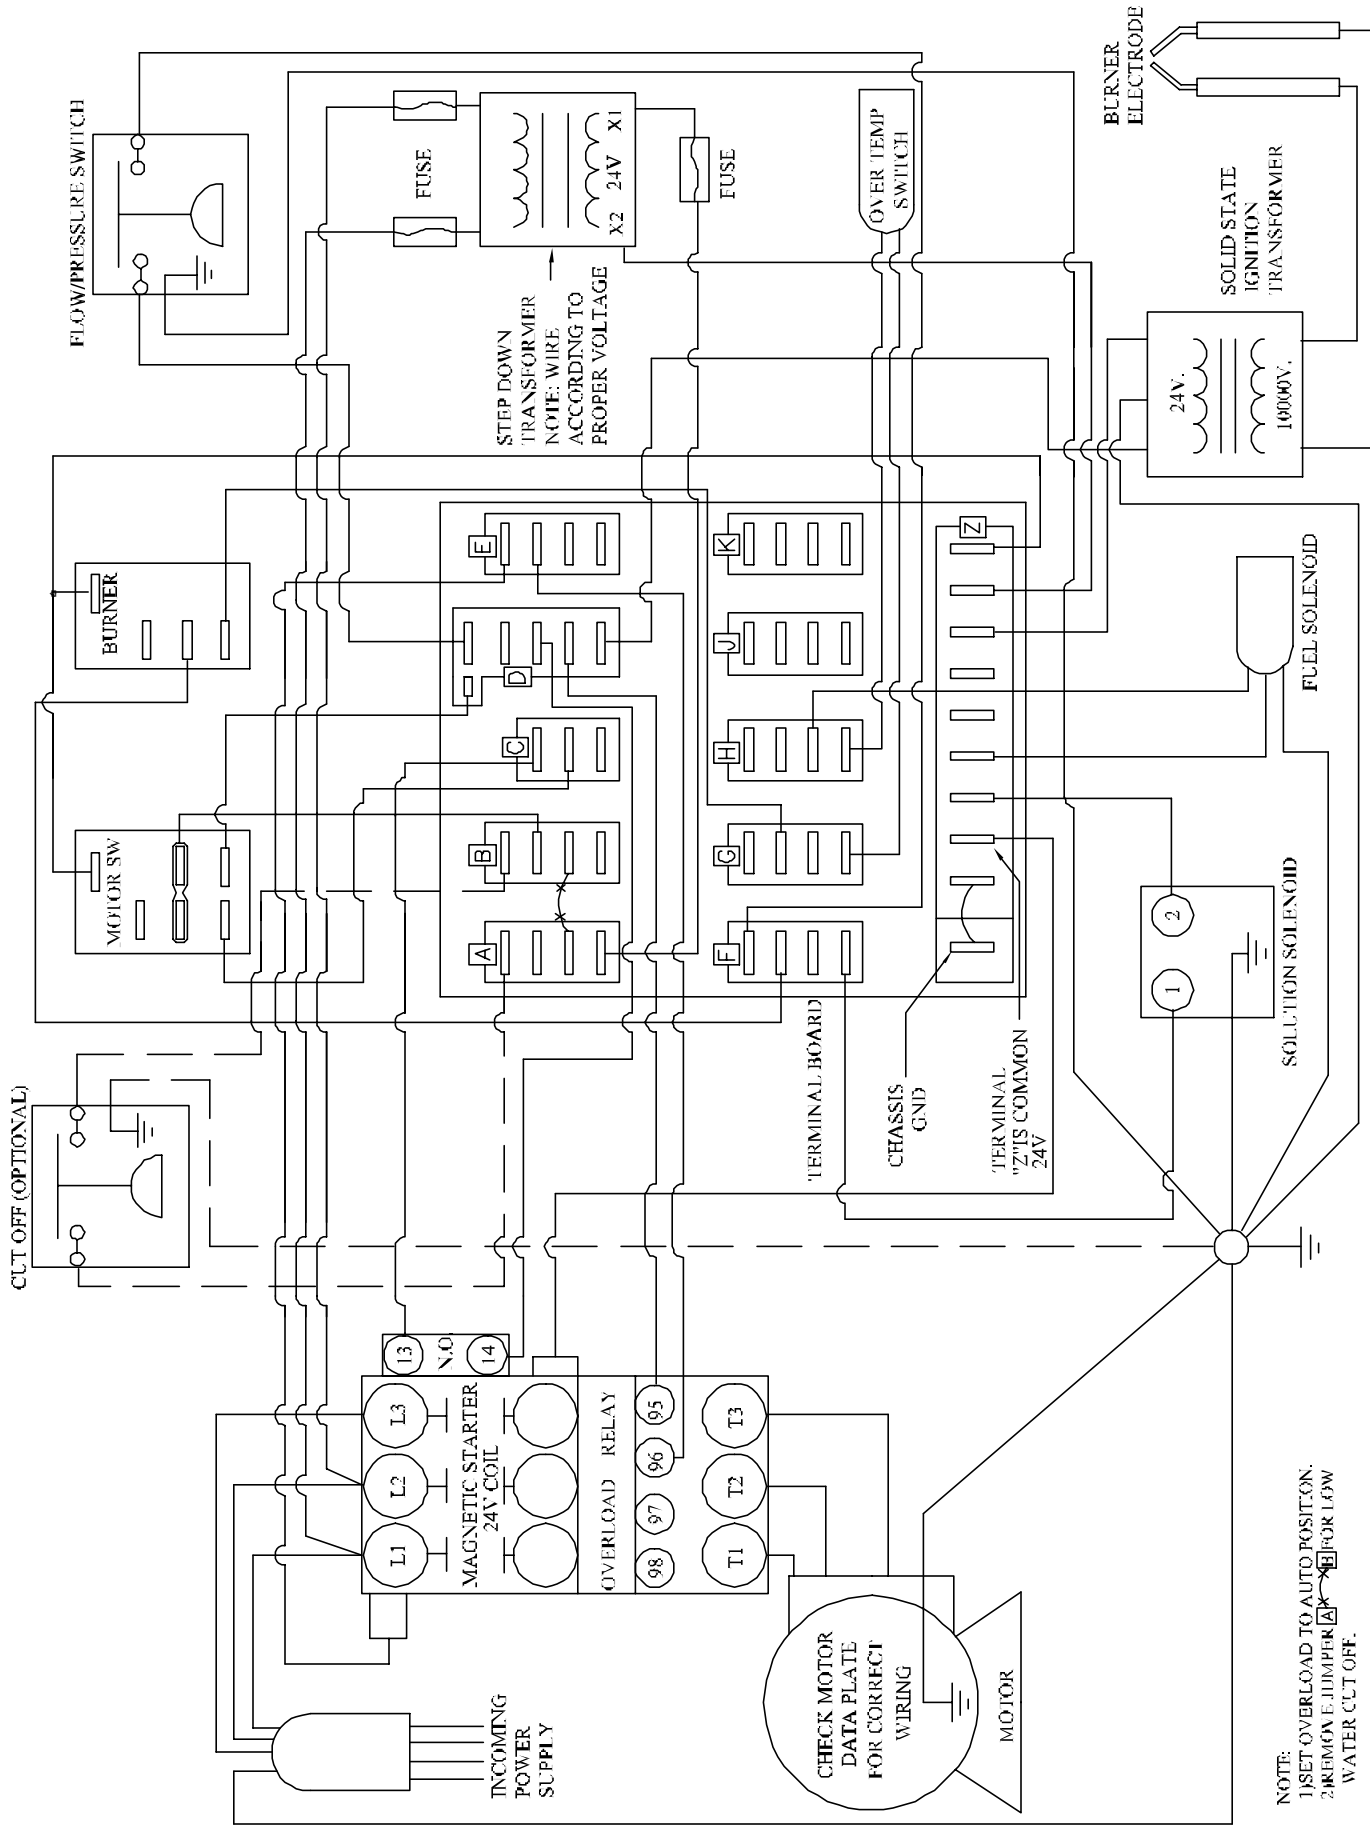 CUT OFF (OPTIONAL)
MOTOR SW
BURNER
FLOW/PRESSURE SWITCH
INCOMING
POWER
SUPPLY
L1
L2
L3
MAGNETIC STARTER
24V COIL
13
N.O
14
OVERLOAD RELAY
98
97
96
95
T1
T2
T3
CHECK MOTOR
DATA PLATE
FOR CORRECT
WIRING
MOTOR
A
B
C
D
E
F
G
H
J
K
Z
TERMINAL BOARD
CHASSIS
GND
TERMINAL
"Z"IS COMMON
24V
FUSE
X2 24V X1
STEP DOWN
TRANSFORMER
NOTE: WIRE
ACCORDING TO
PROPER VOLTAGE
FUSE
OVER TEMP
SWITCH
BURNER
ELECTRODE
24V.
10000V.
SOLID STATE
IGNITION
TRANSFORMER
FUEL SOLENOID
1
2
SOLUTION SOLENOID
NOTE:
1)SET OVERLOAD TO AUTO POSITION.
2)REMOVE JUMPER A B FOR LOW
WATER CUT OFF.